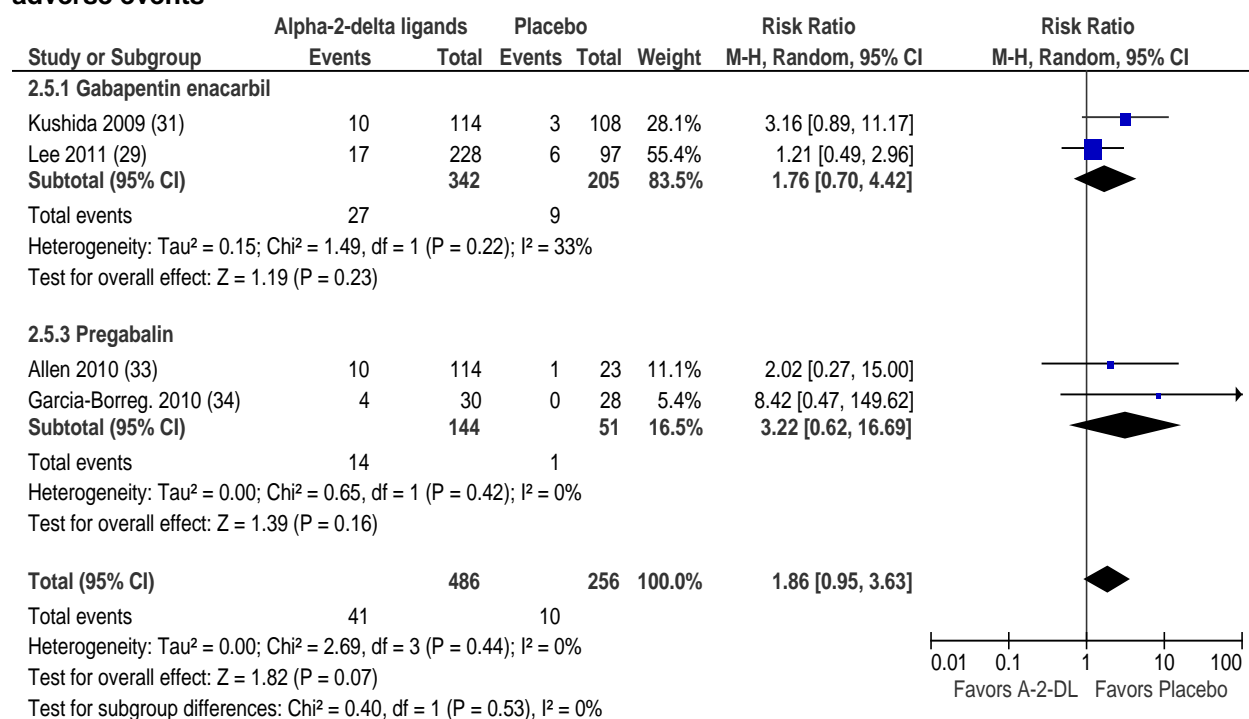 adverse events
Alpha-2-delta ligands Placebo Risk Ratio Risk Ratio
Study or Subgroup Events Total Events Total Weight M-H, Random, 95% CI M-H, Random, 95% CI
2.5.1 Gabapentin enacarbil
Kushida 2009 (31) 10 114 3 108 28.1% 3.16 [0.89, 11.17]
Lee 2011 (29) 17 228 6 97 55.4% 1.21 [0.49, 2.96]
Subtotal (95% CI) 342 205 83.5% 1.76 [0.70, 4.42]
Total events 27 9
Heterogeneity: Tau² = 0.15; Chi² = 1.49, df = 1 (P = 0.22); I² = 33%
Test for overall effect: Z = 1.19 (P = 0.23)
2.5.3 Pregabalin
Allen 2010 (33) 10 114 1 23 11.1% 2.02 [0.27, 15.00]
Garcia-Borreg. 2010 (34) 4 30 0 28 5.4% 8.42 [0.47, 149.62]
Subtotal (95% CI) 144 51 16.5% 3.22 [0.62, 16.69]
Total events 14 1
Heterogeneity: Tau² = 0.00; Chi² = 0.65, df = 1 (P = 0.42); I² = 0%
Test for overall effect: Z = 1.39 (P = 0.16)
Total (95% CI) 486 256 100.0% 1.86 [0.95, 3.63]
Total events 41 10
Heterogeneity: Tau² = 0.00; Chi² = 2.69, df = 3 (P = 0.44); I² = 0%
Test for overall effect: Z = 1.82 (P = 0.07)
Test for subgroup differences: Chi² = 0.40, df = 1 (P = 0.53), I² = 0%
0.01 0.1 1 10 100
Favors A-2-DL Favors Placebo